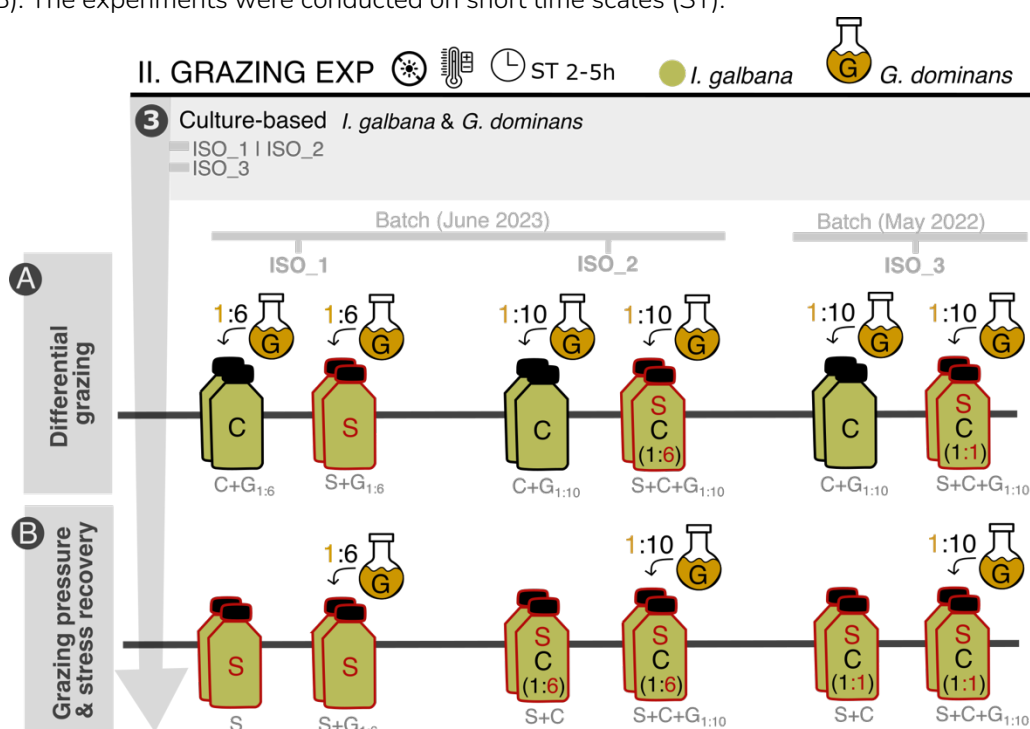 B). The experiments were conducted on short time scales (ST).
II. GRAZING EXP ST 2-5h I. galbana G G. dominans
3 Culture-based I. galbana & G. dominans
ISO_1 I ISO_2
ISO_3
Batch (June 2023) Batch (May 2022)
ISO_1 ISO_2 ISO_3
A
Differential
grazing
1:6 G 1:6 G 1:10 G 1:10 G 1:10 G 1:10 G
C S C S C (1:6) C S C (1:1)
C+G1:6 S+G1:6 C+G1:10 S+C+G1:10 C+G1:10 S+C+G1:10
B
Grazing pressure
& stress recovery
1:6 G 1:10 G 1:10 G
S S S C (1:6) S C (1:6) S C (1:1) S C (1:1)
S S+G1:6 S+C S+C+G1:10 S+C S+C+G1:10